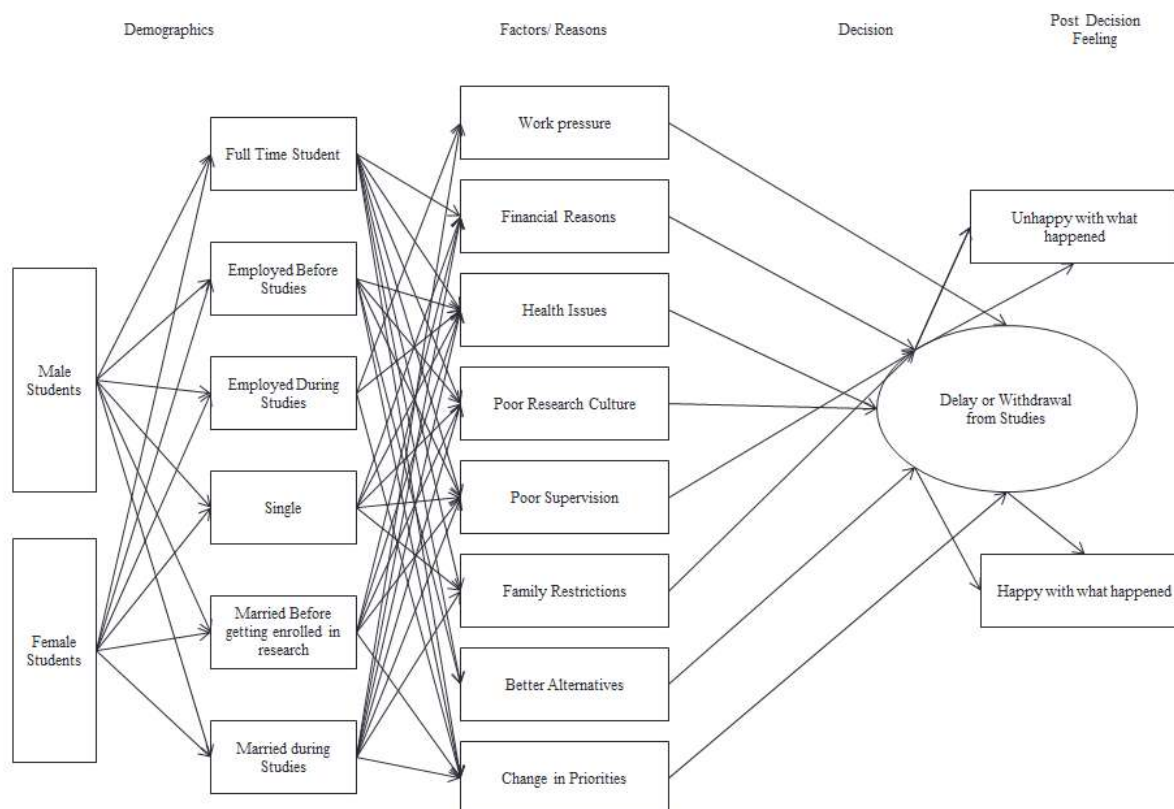 Demographics
Factors/ Reasons
Decision
Post Decision
Feeling
Male
Students
Female
Students
Full Time Student
Employed Before
Studies
Employed During
Studies
Single
Married Before
getting enrolled in
research
Married during
Studies
Work pressure
Financial Reasons
Health Issues
Poor Research Culture
Poor Supervision
Family Restrictions
Better Alternatives
Change in Priorities
Delay or Withdrawal
from Studies
Unhappy with what
happened
Happy with what happened